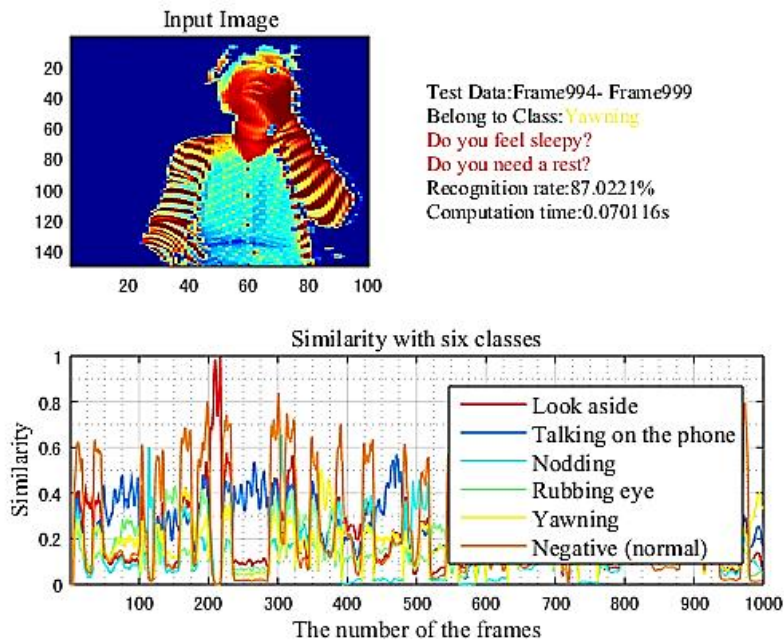 Input Image
20
40
60
80
100
120
140
20 40 60 80 100
Test Data:Frame994- Frame999
Belong to Class:Yawning
Do you feel sleepy?
Do you need a rest?
Recognition rate:87.0221%
Computation time:0.070116s
Similarity with six classes
Similarity
1
0.8
0.6
0.4
0.2
0
Look aside
Talking on the phone
Nodding
Rubbing eye
Yawning
Negative (normal)
100 200 300 400 500 600 700 800 900 1000
The number of the frames